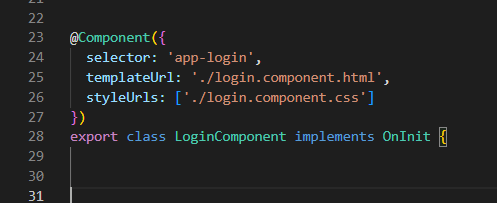 21
22
23 @Component({
24   selector: 'app-login',
25   templateUrl: './login.component.html',
26   styleUrls: ['./login.component.css']
27 })
28 export class LoginComponent implements OnInit {
29
30
31